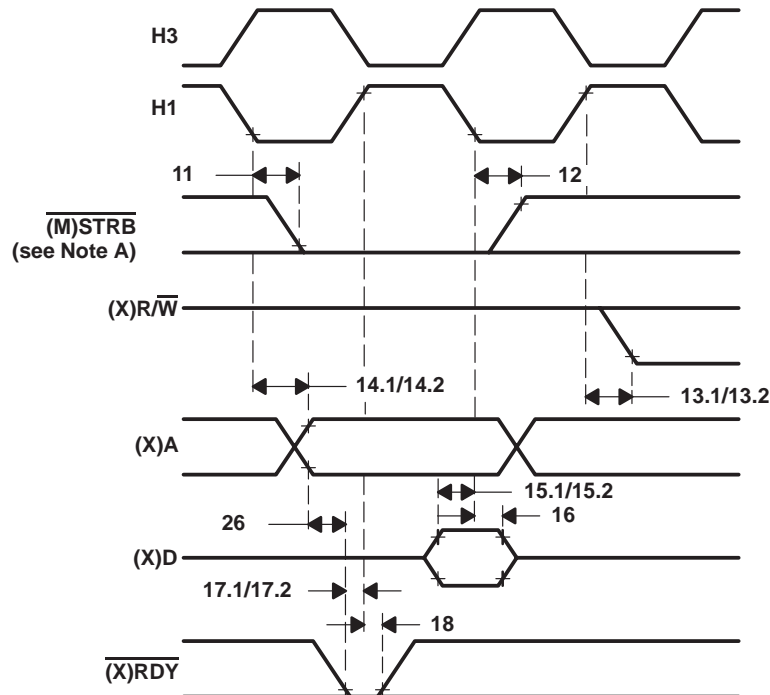 H3
H1
11
12
(M)STRB
(see Note A)
(X)R/W
14.1/14.2
13.1/13.2
(X)A
15.1/15.2
26
16
(X)D
17.1/17.2
18
(X)RDY